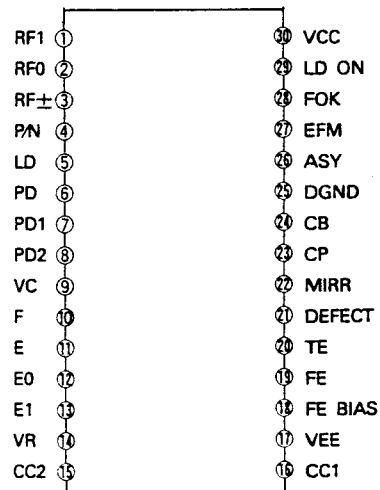 RF1 ① ㉚ VCC
RF0 ② ㉙ LD ON
RF± ③ ㉘ FOK
P/N ④ ㉗ EFM
LD ⑤ ㉖ ASY
PD ⑥ ㉕ DGND
PD1 ⑦ ㉔ CB
PD2 ⑧ ㉓ CP
VC ⑨ ㉒ MIRR
F ⑩ ㉑ DEFECT
E ⑪ ⑳ TE
E0 ⑫ ⑲ FE
E1 ⑬ ⑱ FE BIAS
VR ⑭ ⑰ VEE
CC2 ⑮ ⑯ CC1